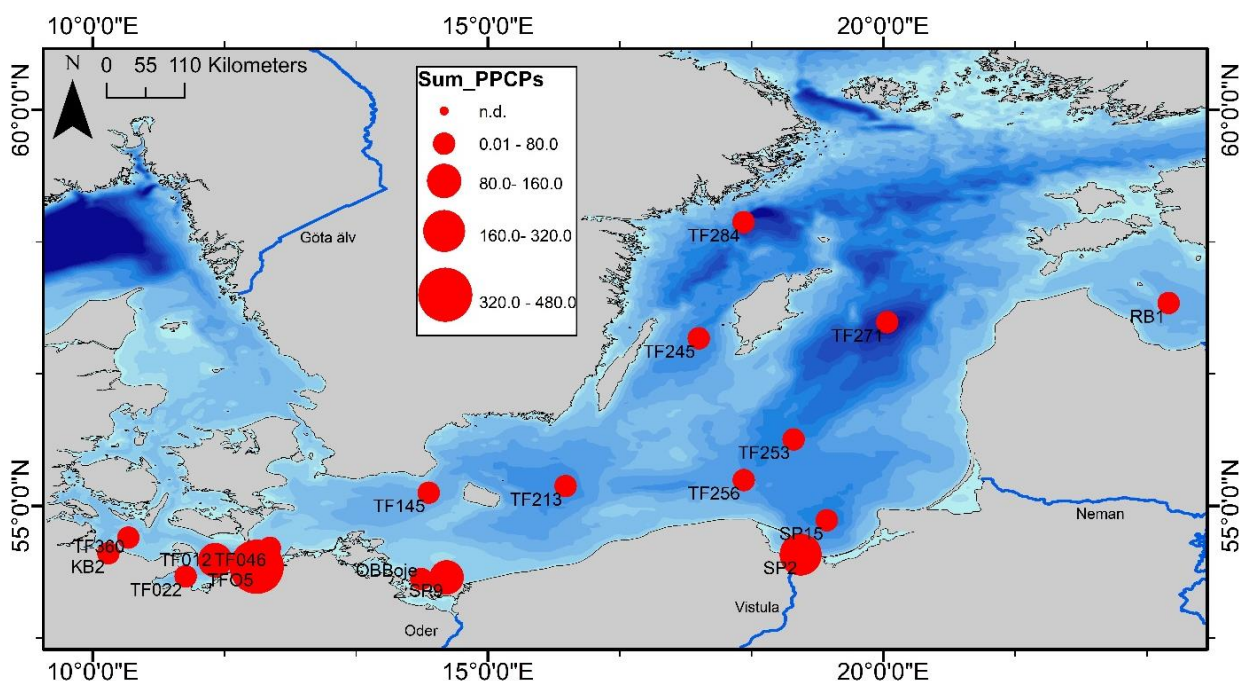 10°0'0"E 15°0'0"E 20°0'0"E
N 0 55 110 Kilometers
Sum_PPCPs
n.d.
0.01 - 80.0
80.0- 160.0
160.0- 320.0
320.0 - 480.0
60°0'0"N 60°0'0"N
Göta älv
TF284
RB1
TF271
TF245
TF253
TF256
TF213
TF145
55°0'0"N 55°0'0"N
Neman
SP15
TF360
KB2
TF012 TF046
TFO5
TF022
OBBoje
SP9
SP2
Vistula
Oder
10°0'0"E 15°0'0"E 20°0'0"E